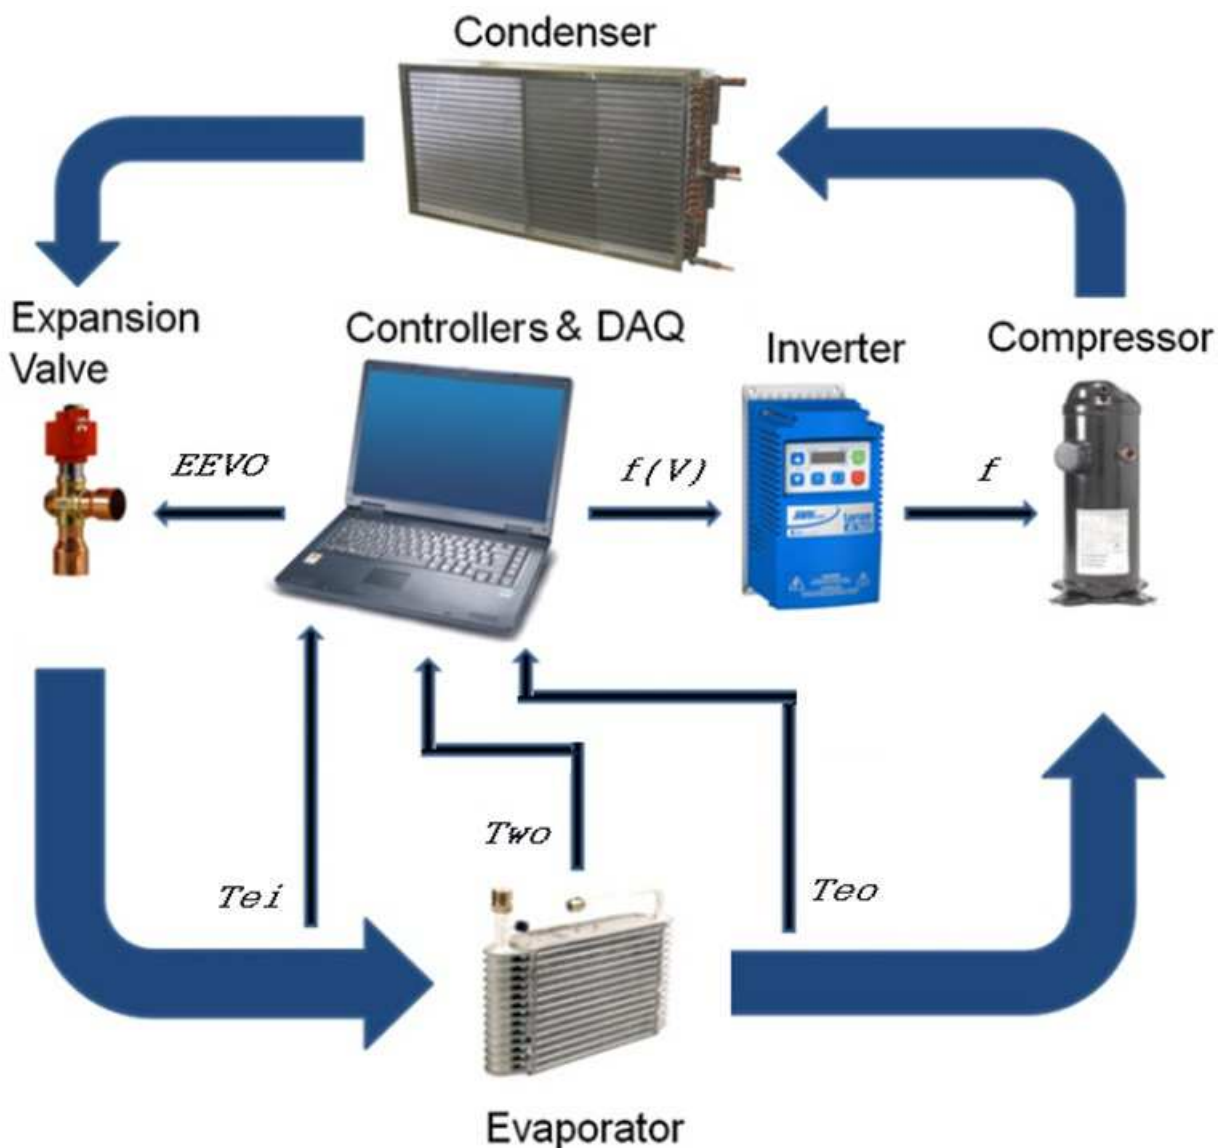 Condenser
Expansion
Valve
Controllers & DAQ
Inverter
Compressor
EEVO
f(V)
f
Two
Tei
Teo
Evaporator